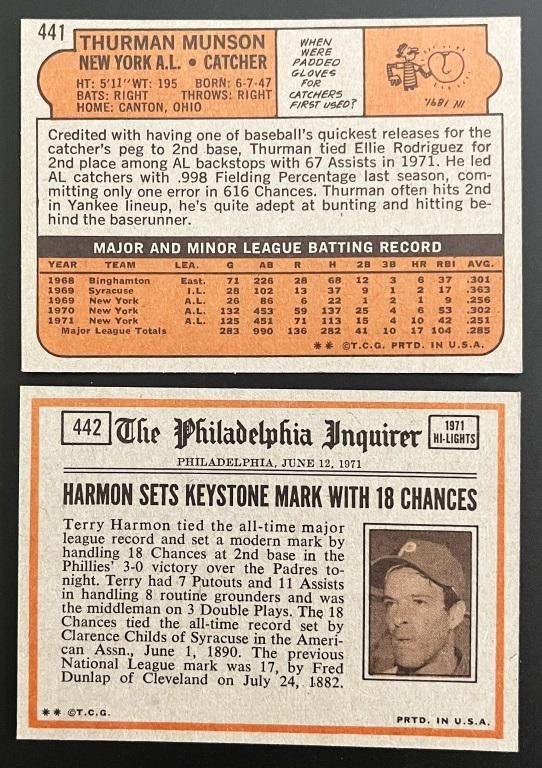 441
THURMAN MUNSON
NEW YORK A.L. • CATCHER
HT: 5'11" WT: 195 BORN: 6-7-47
BATS: RIGHT THROWS: RIGHT
HOME: CANTON, OHIO
WHEN
WERE
PADDED
GLOVES
FOR
CATCHERS
FIRST USED?
IN 1891.
Credited with having one of baseball's quickest releases for the
catcher's peg to 2nd base, Thurman tied Ellie Rodriguez for
2nd place among AL backstops with 67 Assists in 1971. He led
AL catchers with .998 Fielding Percentage last season, com-
mitting only one error in 616 Chances. Thurman often hits 2nd
in Yankee lineup, he's quite adept at bunting and hitting be-
hind the baserunner.
MAJOR AND MINOR LEAGUE BATTING RECORD
YEAR TEAM LEA. G AB R H 2B 3B HR RBI AVG.
1968 Binghamton East. 71 226 28 68 12 3 6 37 .301
1969 Syracuse I.L. 28 102 13 37 9 1 2 17 .363
1969 New York A.L. 26 86 6 22 1 2 1 9 .256
1970 New York A.L. 132 453 59 137 25 4 6 53 .302
1971 New York A.L. 125 451 71 113 15 4 10 42 .251
Major League Totals 283 990 136 282 41 10 17 104 .285
** ©T.C.G. PRTD. IN U.S.A.
442
The Philadelphia Inquirer
1971
HI-LIGHTS
PHILADELPHIA, JUNE 12, 1971
HARMON SETS KEYSTONE MARK WITH 18 CHANCES
Terry Harmon tied the all-time major
league record and set a modern mark by
handling 18 Chances at 2nd base in the
Phillies' 3-0 victory over the Padres to-
night. Terry had 7 Putouts and 11 Assists
in handling 8 routine grounders and was
the middleman on 3 Double Plays. The 18
Chances tied the all-time record set by
Clarence Childs of Syracuse in the Ameri-
can Assn., June 1, 1890. The previous
National League mark was 17, by Fred
Dunlap of Cleveland on July 24, 1882.
P
** ©T.C.G.
PRTD. IN U.S.A.